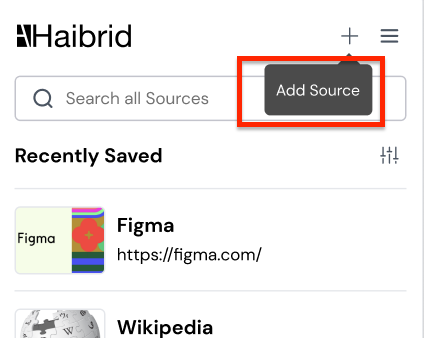 Haibrid
Search all Sources
Add Source
Recently Saved
Figma
Figma
https://figma.com/
W
Wikipedia